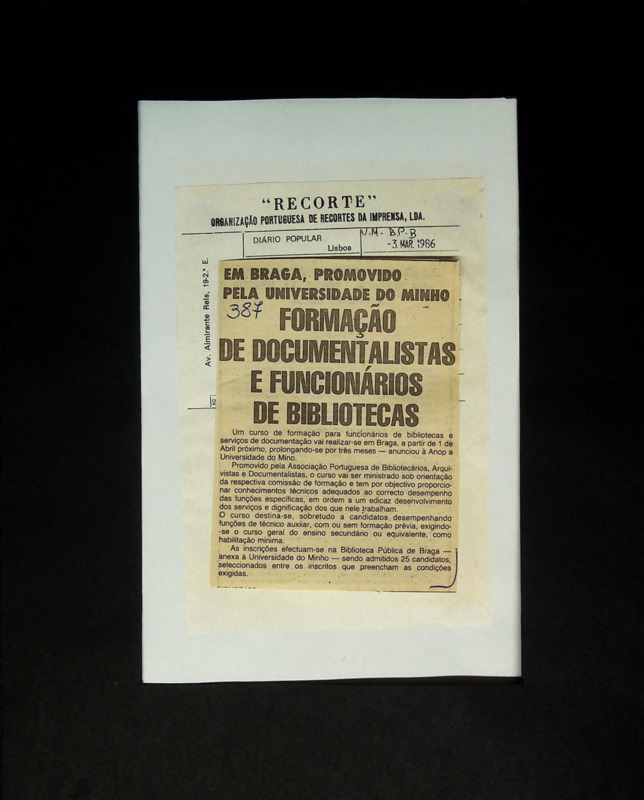 "RECORTE"
ORGANIZAÇÃO PORTUGUESA DE RECORTES DA IMPRENSA, LDA.
Av. Almirante Reis, 19-2.º E.
DIÁRIO POPULAR
Lisboa
U.M- B.P.B
-3. MAR. 1986
EM BRAGA, PROMOVIDO
PELA UNIVERSIDADE DO MINHO
387
FORMAÇÃO
DE DOCUMENTALISTAS
E FUNCIONÁRIOS
DE BIBLIOTECAS
Um curso de formação para funcionários de bibliotecas e
serviços de documentação vai realizar-se em Braga, a partir de 1 de
Abril próximo, prolongando-se por três meses — anunciou à Anop a
Universidade do Mino.
Promovido pela Associação Portuguesa de Bibliotecários, Arqui-
vistas e Documentalistas, o curso vai ser ministrado sob orientação
da respectiva comissão de formação e tem por objectivo proporcio-
nar conhecimentos técnicos adequados ao correcto desempenho
das funções específicas, em ordem a um edicaz desenvolvimento
dos serviços e dignificação dos que nele trabalham.
O curso destina-se, sobretudo a candidatos desempenhando
funções de técnico auxiiar, com ou sem formação prévia, exigindo-
-se o curso geral do ensino secundário ou equivalente, como
habilitação mínima.
As inscrições efectuam-se na Biblioteca Pública de Braga —
anexa à Universidade do Minho — sendo admitidos 25 candidatos,
seleccionados entre os inscritos que preencham as condições
exigidas.